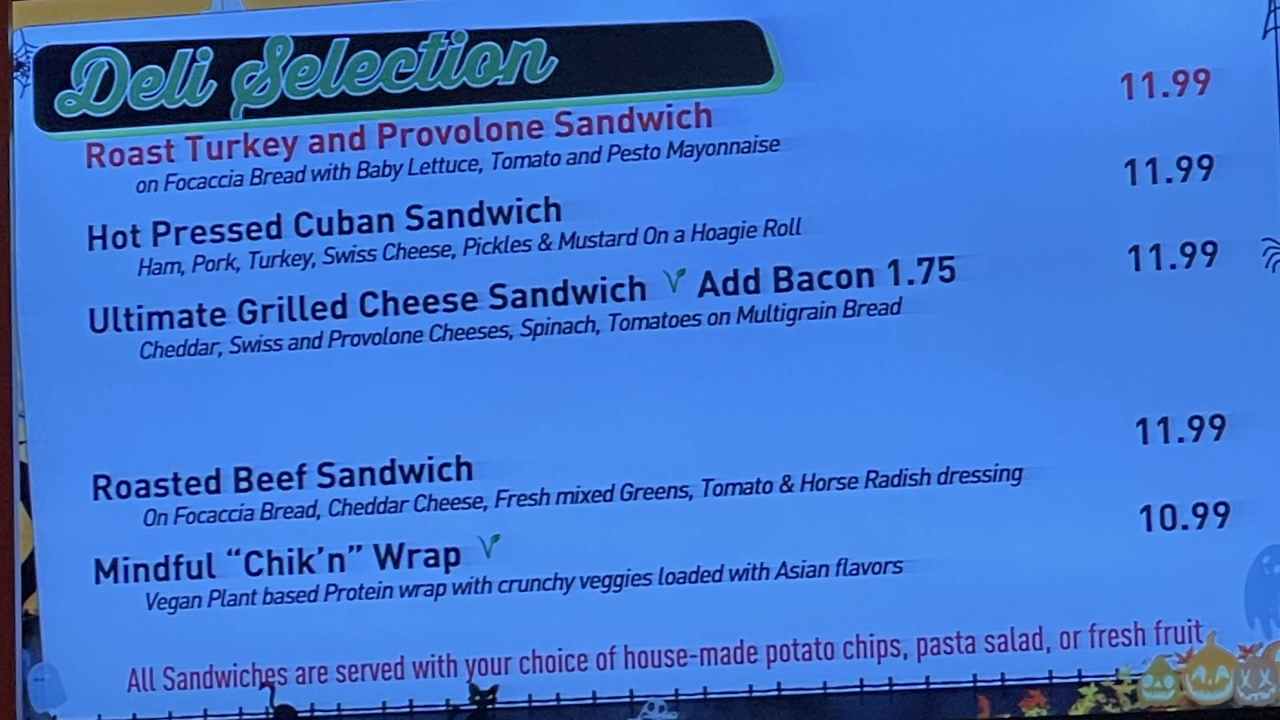 Deli Selection
Roast Turkey and Provolone Sandwich 11.99
on Focaccia Bread with Baby Lettuce, Tomato and Pesto Mayonnaise
Hot Pressed Cuban Sandwich 11.99
Ham, Pork, Turkey, Swiss Cheese, Pickles & Mustard On a Hoagie Roll
Ultimate Grilled Cheese Sandwich V Add Bacon 1.75 11.99
Cheddar, Swiss and Provolone Cheeses, Spinach, Tomatoes on Multigrain Bread
Roasted Beef Sandwich 11.99
On Focaccia Bread, Cheddar Cheese, Fresh mixed Greens, Tomato & Horse Radish dressing
Mindful “Chik’n” Wrap V 10.99
Vegan Plant based Protein wrap with crunchy veggies loaded with Asian flavors
All Sandwiches are served with your choice of house-made potato chips, pasta salad, or fresh fruit